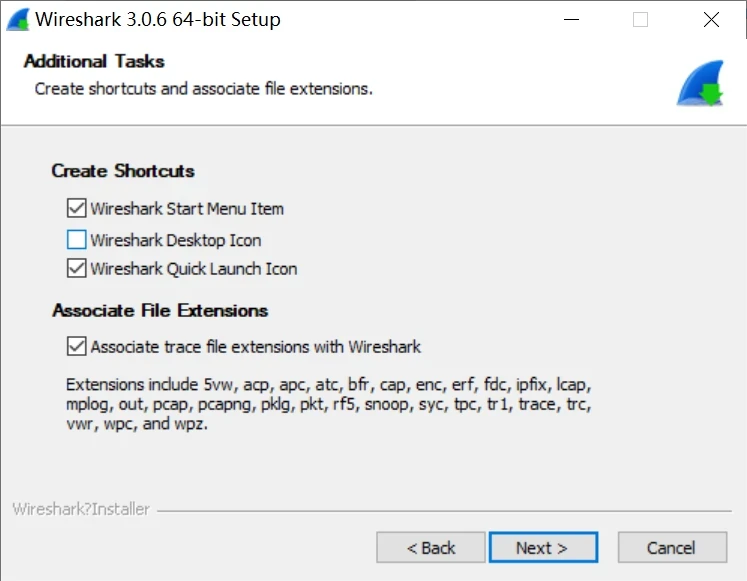 Wireshark 3.0.6 64-bit Setup
Additional Tasks
Create shortcuts and associate file extensions.
Create Shortcuts
Wireshark Start Menu Item
Wireshark Desktop Icon
Wireshark Quick Launch Icon
Associate File Extensions
Associate trace file extensions with Wireshark
Extensions include 5vw, acp, apc, atc, bfr, cap, enc, erf, fdc, ipfix, lcap,
mplog, out, pcap, pcapng, pklg, pkt, rf5, snoop, syc, tpc, tr1, trace, trc,
vwr, wpc, and wpz.
Wireshark?Installer
< Back
Next >
Cancel